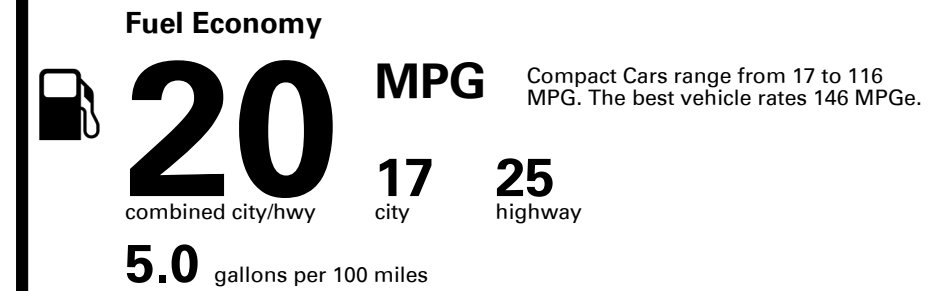 Fuel Economy
20 MPG
Compact Cars range from 17 to 116
MPG. The best vehicle rates 146 MPGe.
combined city/hwy
17
city
25
highway
5.0 gallons per 100 miles